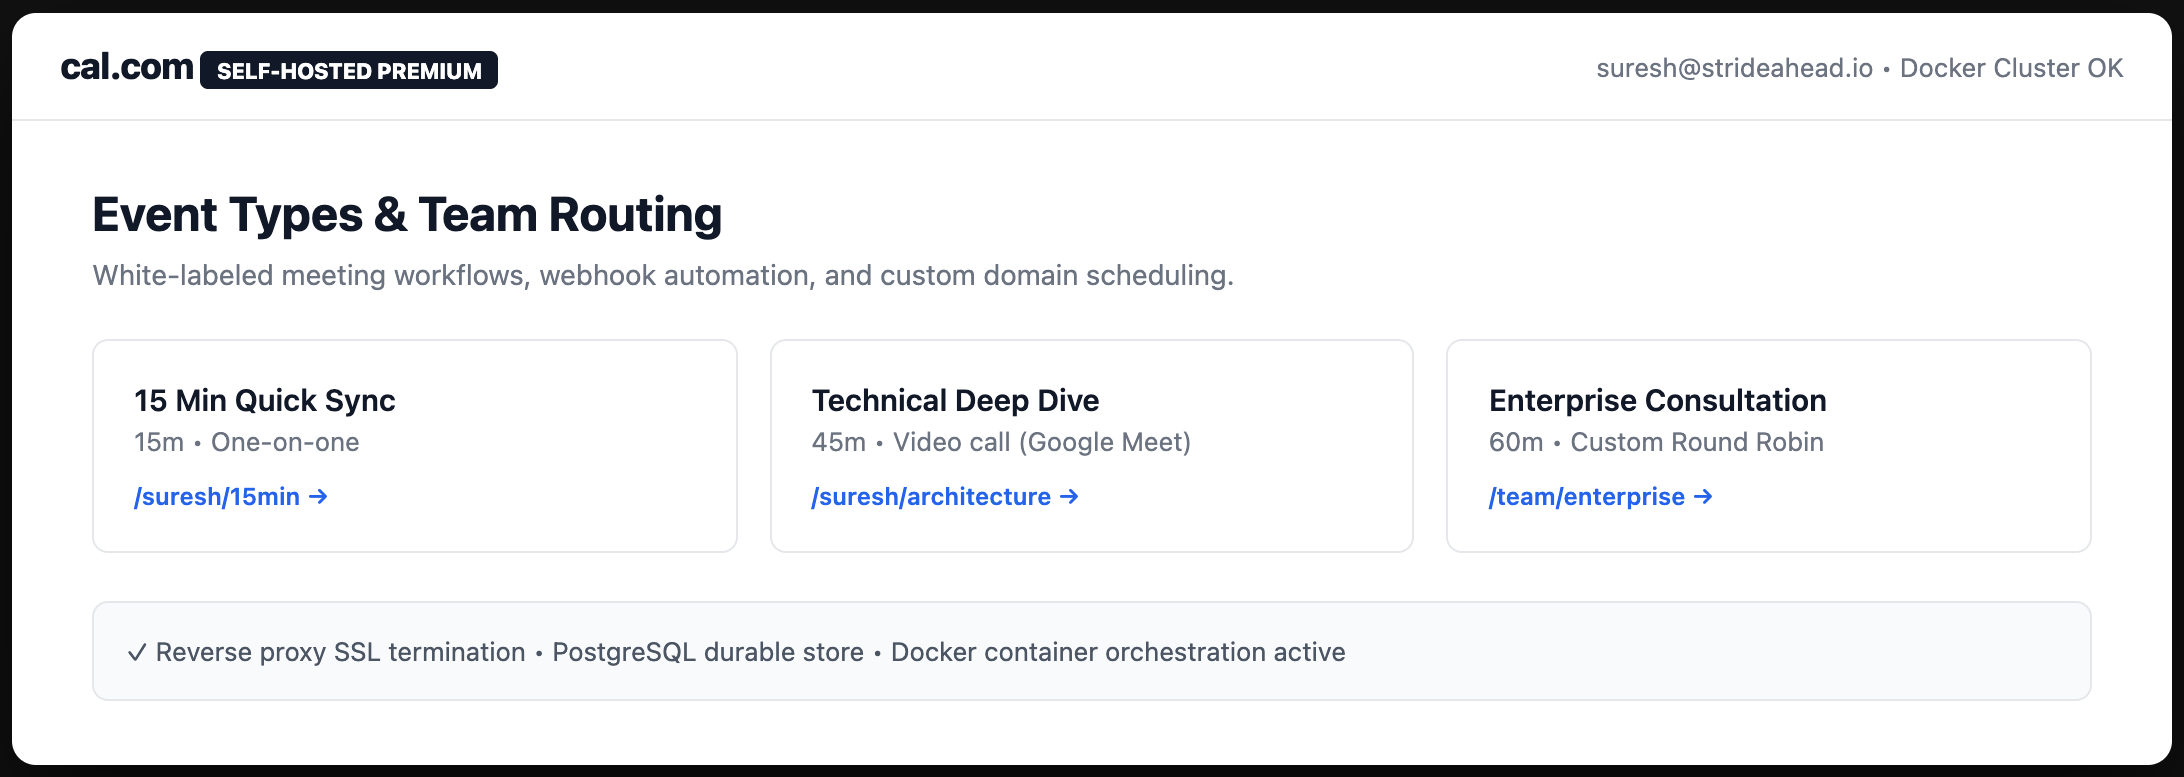 cal.com SELF-HOSTED PREMIUM
suresh@strideahead.io • Docker Cluster OK
Event Types & Team Routing
White-labeled meeting workflows, webhook automation, and custom domain scheduling.
15 Min Quick Sync
15m • One-on-one
/suresh/15min →
Technical Deep Dive
45m • Video call (Google Meet)
/suresh/architecture →
Enterprise Consultation
60m • Custom Round Robin
/team/enterprise →
✓ Reverse proxy SSL termination • PostgreSQL durable store • Docker container orchestration active